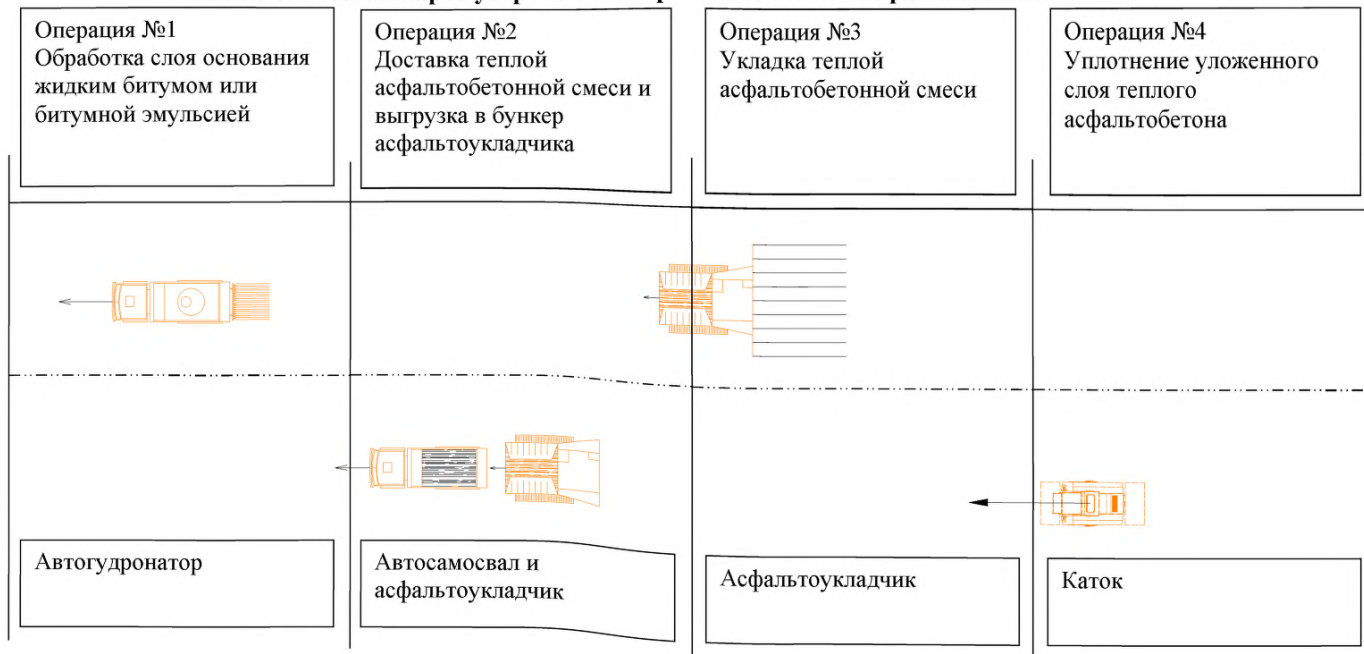 Операция №1
Обработка слоя основания
жидким битумом или
битумной эмульсией
Операция №2
Доставка теплой
асфальтобетонной смеси и
выгрузка в бункер
асфальтоукладчика
Операция №3
Укладка теплой
асфальтобетонной смеси
Операция №4
Уплотнение уложенного
слоя теплого
асфальтобетона
Автогудронатор
Автосамосвал и
асфальтоукладчик
Асфальтоукладчик
Каток